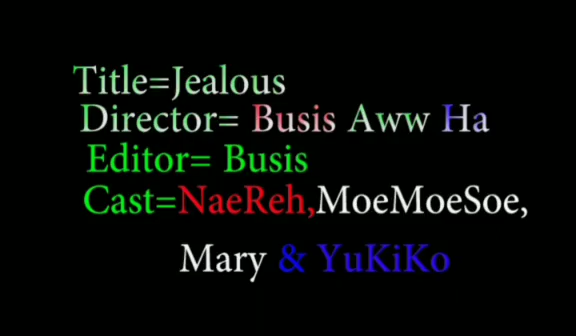 Title=Jealous
Director= Busis Aww Ha
Editor= Busis
Cast=NaeReh,MoeMoeSoe,
Mary & YuKiKo